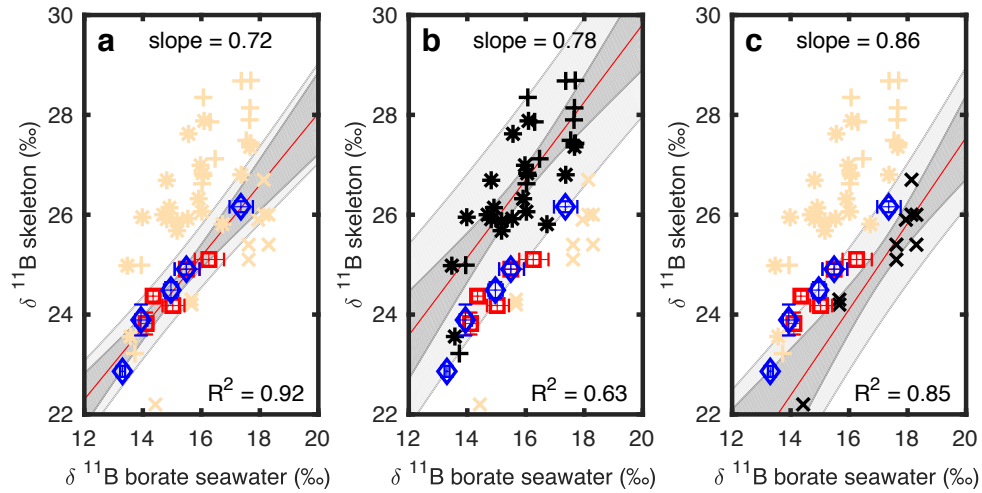 a
slope = 0.72
R² = 0.92
28
26
24
22
12 14 16 18 20
δ ¹¹B skeleton (‰)
δ ¹¹B borate seawater (‰)
b
slope = 0.78
R² = 0.63
30
28
26
24
22
12 14 16 18 20
δ ¹¹B skeleton (‰)
δ ¹¹B borate seawater (‰)
c
slope = 0.86
R² = 0.85
30
28
26
24
22
12 14 16 18 20
δ ¹¹B skeleton (‰)
δ ¹¹B borate seawater (‰)